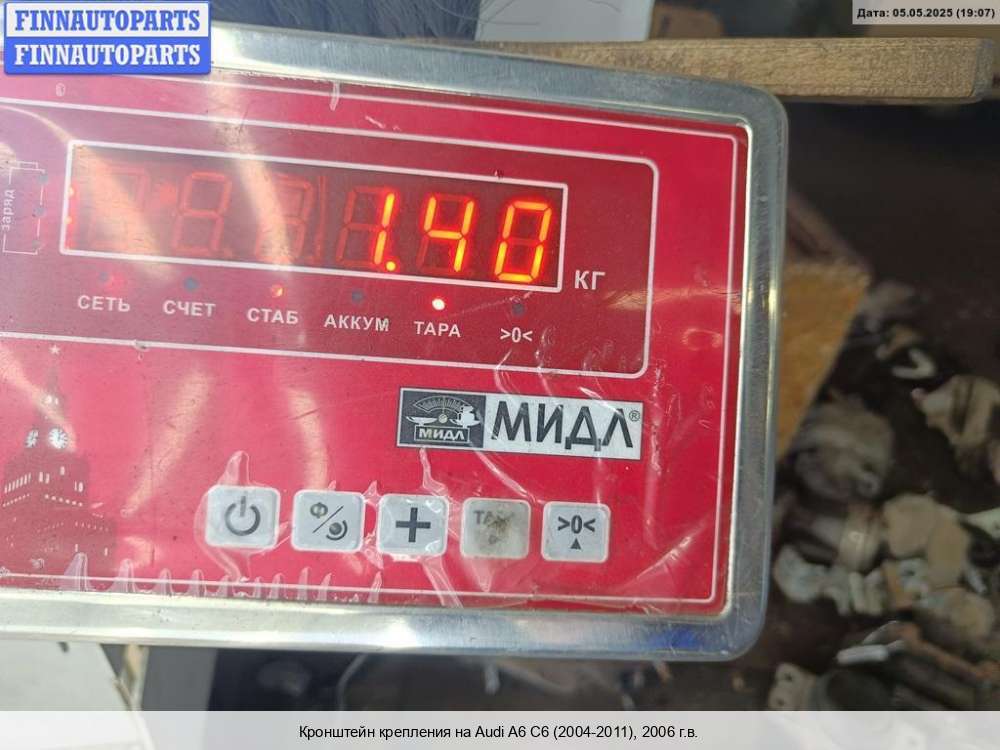 FINNAUTOPARTS
FINNAUTOPARTS
Дата: 05.05.2025 (19:07)
заряд
1.40
КГ
СЕТЬ СЧЕТ СТАБ АККУМ ТАРА >0<
МИДЛ
МИДЛ®
Ф/ + >0<
Кронштейн крепления на Audi A6 C6 (2004-2011), 2006 г.в.